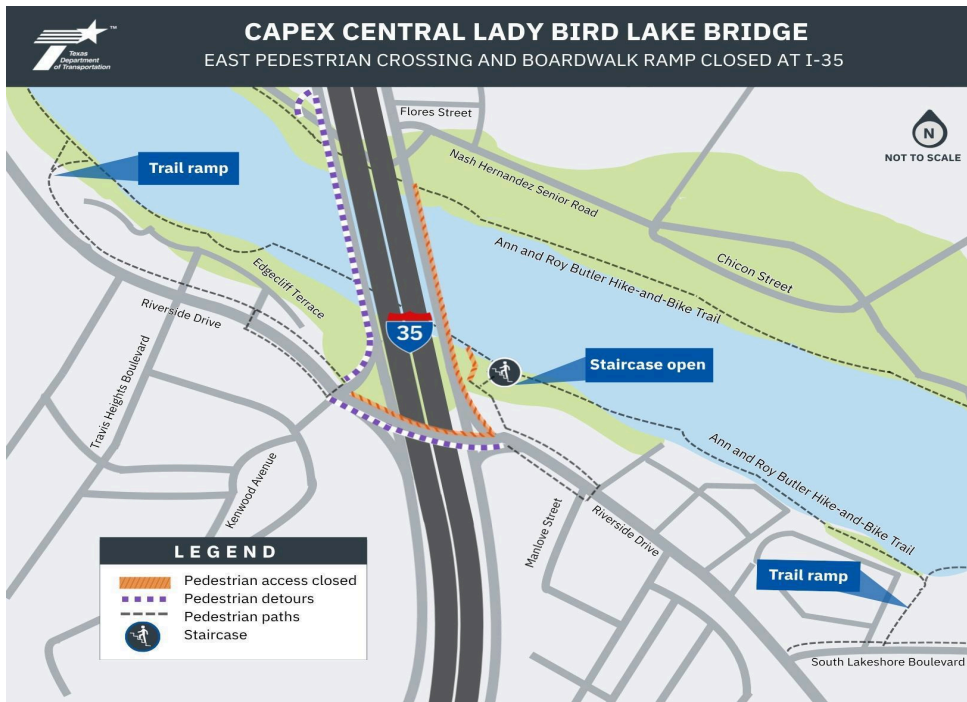 CAPEX CENTRAL LADY BIRD LAKE BRIDGE
EAST PEDESTRIAN CROSSING AND BOARDWALK RAMP CLOSED AT I-35
Texas
Department
of Transportation
TM
Flores Street
N
NOT TO SCALE
Trail ramp
Nash Hernandez Senior Road
Ann and Roy Butler Hike-and-Bike Trail
Chicon Street
Edgecliff Terrace
Riverside Drive
35
Staircase open
Travis Heights Boulevard
Kenwood Avenue
Ann and Roy Butler Hike-and-Bike Trail
Manlove Street
Riverside Drive
Trail ramp
South Lakeshore Boulevard
LEGEND
Pedestrian access closed
Pedestrian detours
Pedestrian paths
Staircase